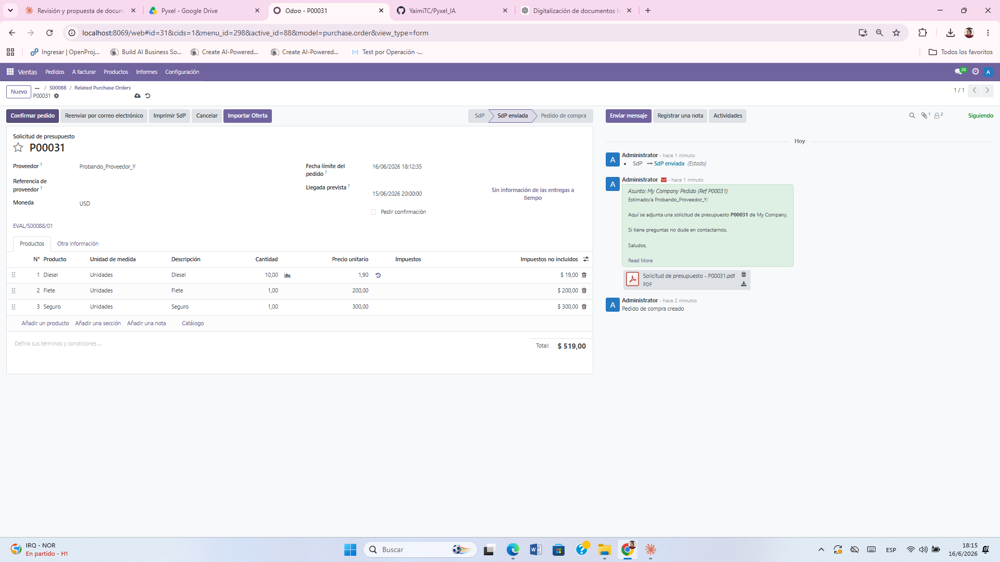 Revisión y propuesta de docum
Pyxel - Google Drive
Odoo - P00031
YaimiTC/Pyxel_IA
Digitalización de documentos le
localhost:8069/web#id=31&cids=1&menu_id=298&active_id=88&model=purchase.order&view_type=form
Ingresar | OpenProj...
Build AI Business So...
Create AI-Powered...
Create AI-Powered...
Test por Operación -...
Todos los favoritos
Ventas
Pedidos
A facturar
Productos
Informes
Configuración
20
A
Nuevo
... / S00088 / Related Purchase Orders
P00031
1 / 1
Confirmar pedido
Reenviar por correo electrónico
Imprimir SdP
Cancelar
Importar Oferta
SdP
SdP enviada
Pedido de compra
Enviar mensaje
Registrar una nota
Actividades
1
2
Siguiendo
Solicitud de presupuesto
P00031
Proveedor ?
Probando_Proveedor_Y
Referencia de proveedor ?
Moneda
USD
Fecha límite del pedido ?
16/06/2026 18:12:35
Llegada prevista ?
15/06/2026 20:00:00
Pedir confirmación
Sin información de las entregas a tiempo
EVAL/S00088/01
Productos
Otra información
N° Producto Unidad de medida Descripción Cantidad Precio unitario Impuestos Impuestos no incluidos
1 Diesel Unidades Diesel 10,00 1,90 $ 19,00
2 Flete Unidades Flete 1,00 200,00 $ 200,00
3 Seguro Unidades Seguro 1,00 300,00 $ 300,00
Añadir un producto Añadir una sección Añadir una nota Catálogo
Defina sus términos y condiciones ...
Total: $ 519,00
Hoy
A
Administrator - hace 1 minuto
SdP → SdP enviada (Estado)
A
Administrator - hace 1 minuto
Asunto: My Company Pedido (Ref P00031)
Estimado/a Probando_Proveedor_Y:
Aquí se adjunta una solicitud de presupuesto P00031 de My Company.
Si tiene preguntas no dude en contactarnos.
Saludos,
Read More
Solicitud de presupuesto - P00031.pdf
PDF
A
Administrator - hace 2 minutos
Pedido de compra creado
IRQ - NOR
En partido - H1
Buscar
ESP
18:15
16/6/2026